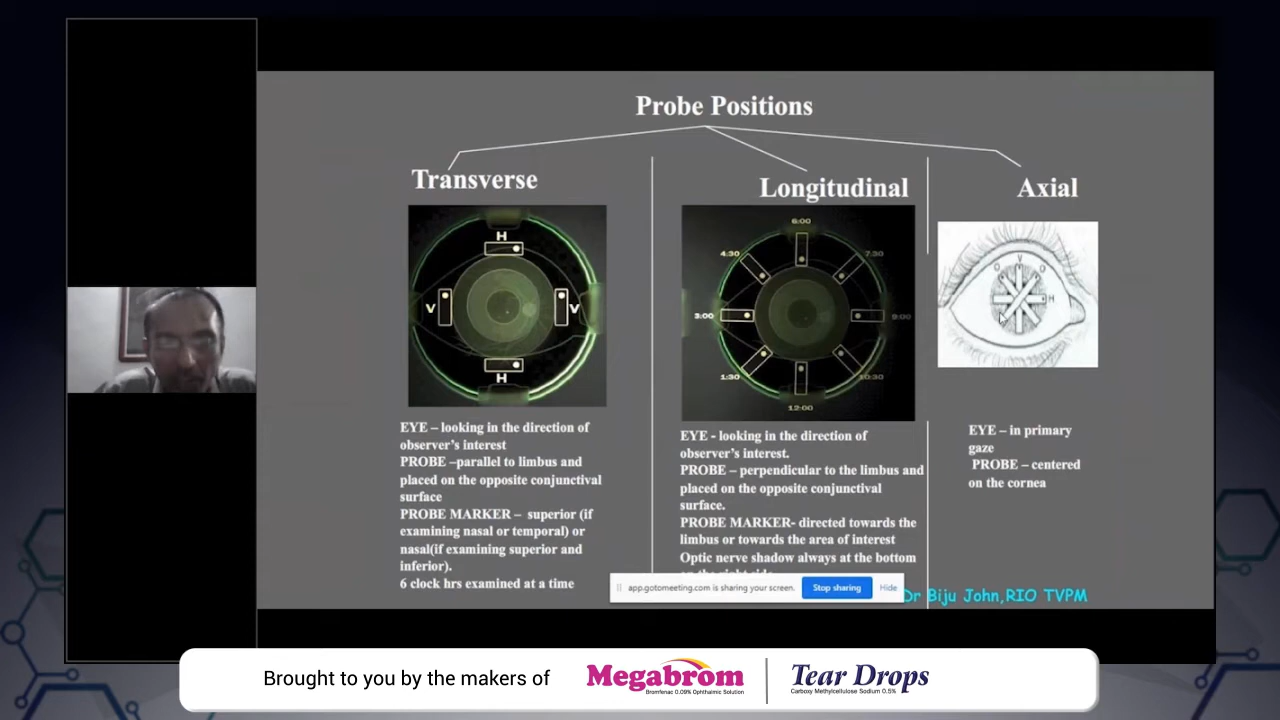 Probe Positions
Transverse
H
V
V
H
EYE – looking in the direction of
observer's interest
PROBE –parallel to limbus and
placed on the opposite conjunctival
surface
PROBE MARKER – superior (if
examining nasal or temporal) or
nasal(if examining superior and
inferior).
6 clock hrs examined at a time
Longitudinal
6:00
4:30
7:30
3:00
9:00
1:30
10:30
12:00
EYE - looking in the direction of
observer's interest.
PROBE – perpendicular to the limbus and
placed on the opposite conjunctival
surface.
PROBE MARKER- directed towards the
limbus or towards the area of interest
Optic nerve shadow always at the bottom
on the right side
Axial
O
V
O
H
EYE – in primary
gaze
PROBE – centered
on the cornea
app.gotomeeting.com is sharing your screen.
Stop sharing
Hide
Dr Biju John,RIO TVPM
Brought to you by the makers of
Megabrom
Bromfenac 0.09% Ophthalmic Solution
Tear Drops
Carboxy Methylcellulose Sodium 0.5%